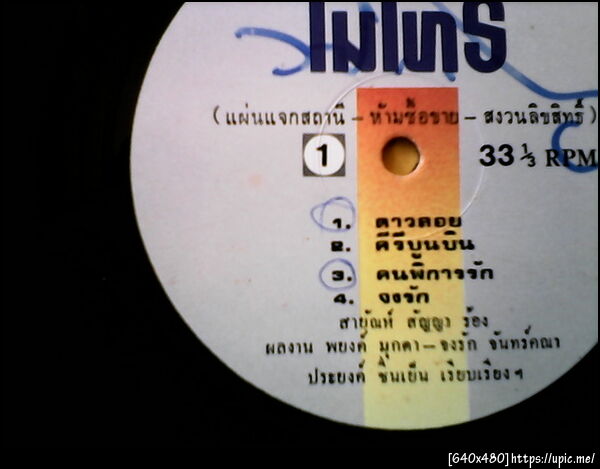 ไมไทร
(แผ่นแจกสถานี - ห้ามซื้อขาย - สงวนลิขสิทธิ์)
1 33 1/3 RPM
1. ดาวลอย
2. คีรีบูนบิน
3. คนพิการรัก
4. จงรัก
สายัณห์ สัญญา ร้อง
ผลงาน พยงค์ มุกดา - จงรัก จันทร์คณา
ประยงค์ ชื่นเย็น เรียบเรียงฯ
[640x480]https://upic.me/